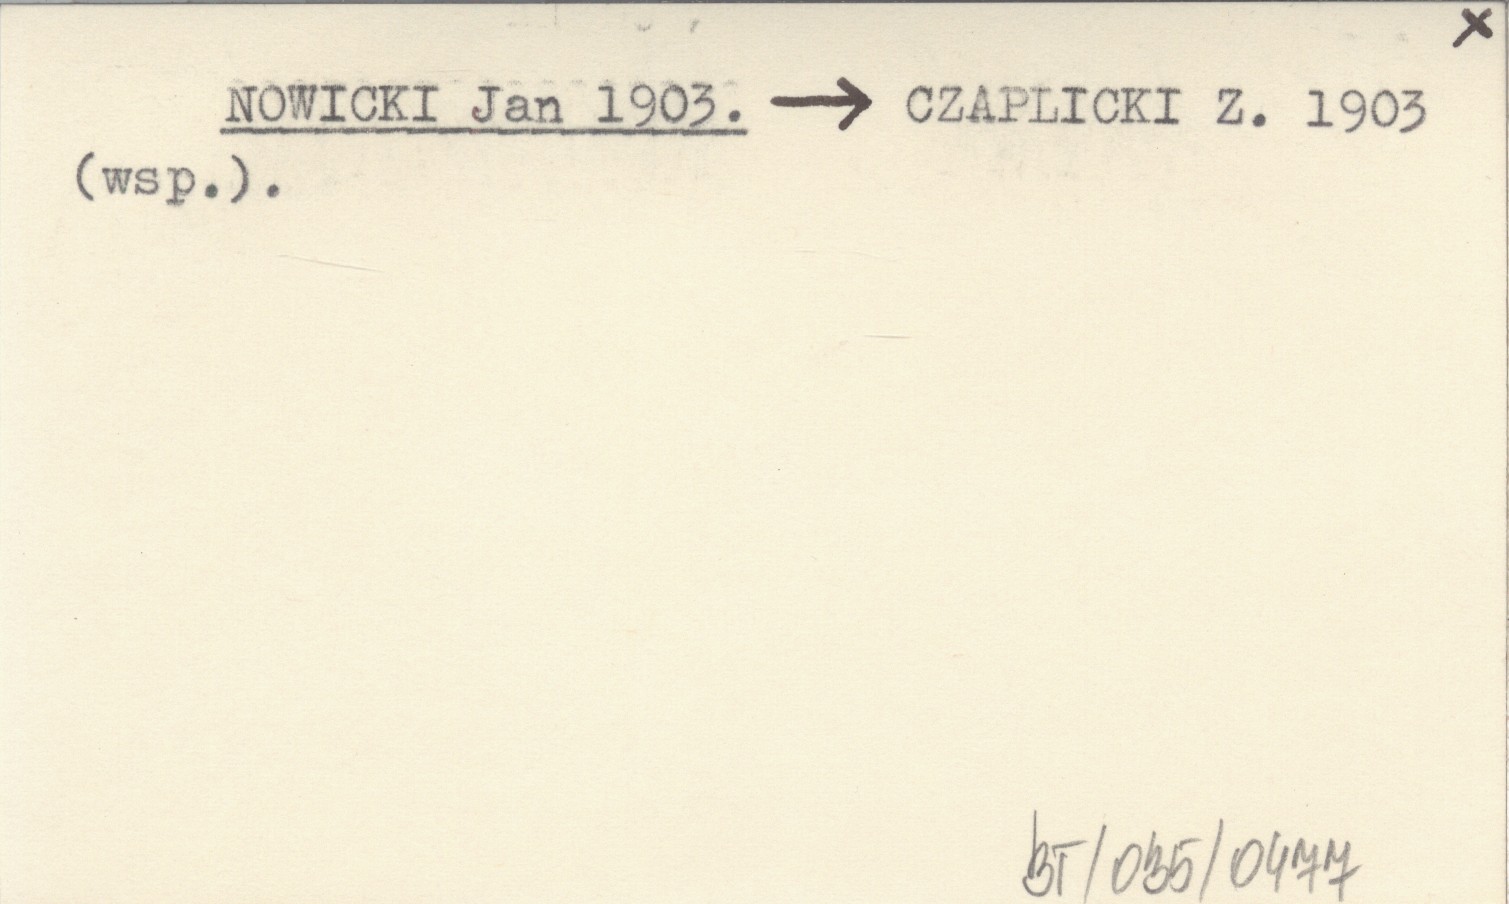 x
NOWICKI Jan 1903. → CZAPLICKI Z. 1903
(wsp.).
BT/035/0477